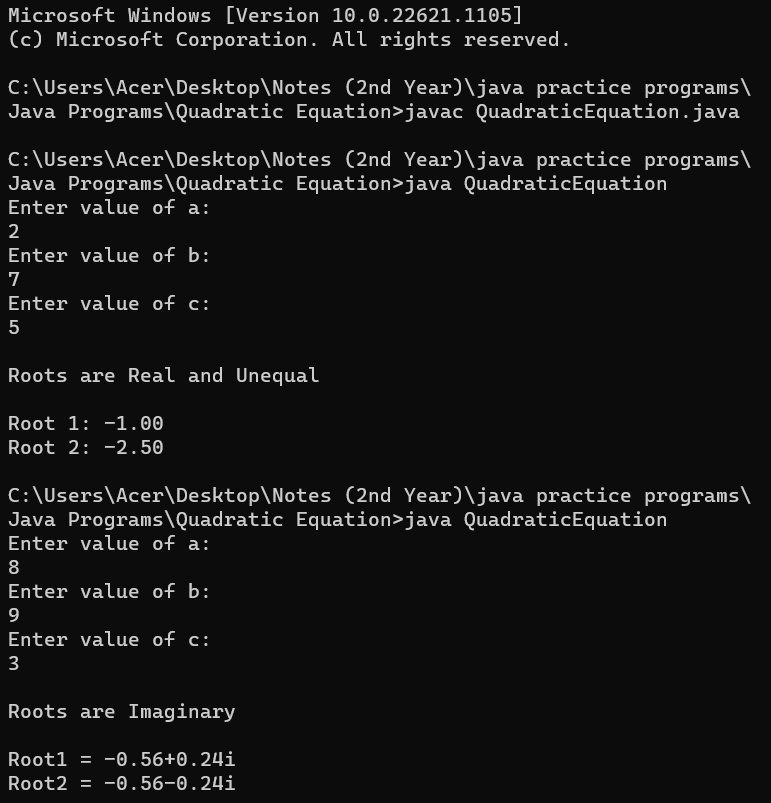 Microsoft Windows [Version 10.0.22621.1105]
(c) Microsoft Corporation. All rights reserved.
C:\Users\Acer\Desktop\Notes (2nd Year)\java practice programs\
Java Programs\Quadratic Equation>javac QuadraticEquation.java
C:\Users\Acer\Desktop\Notes (2nd Year)\java practice programs\
Java Programs\Quadratic Equation>java QuadraticEquation
Enter value of a:
2
Enter value of b:
7
Enter value of c:
5
Roots are Real and Unequal
Root 1: -1.00
Root 2: -2.50
C:\Users\Acer\Desktop\Notes (2nd Year)\java practice programs\
Java Programs\Quadratic Equation>java QuadraticEquation
Enter value of a:
8
Enter value of b:
9
Enter value of c:
3
Roots are Imaginary
Root1 = -0.56+0.24i
Root2 = -0.56-0.24i